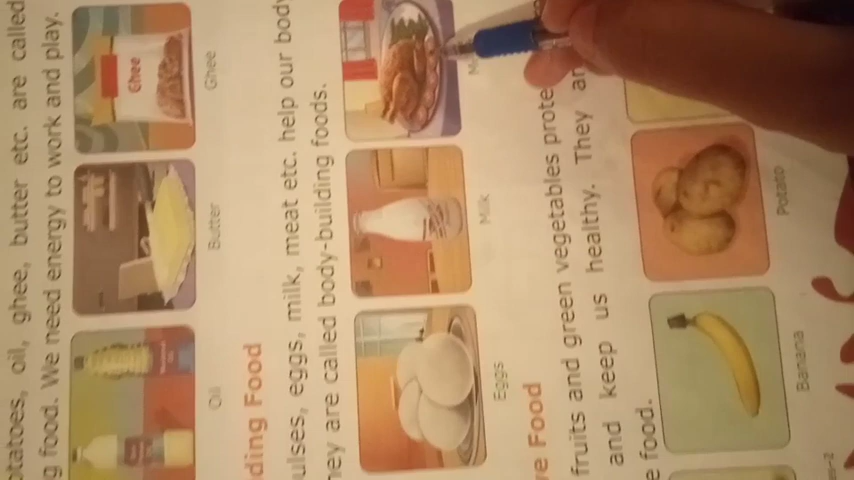 otatoes, oil, ghee, butter etc. are called
g food. We need energy to work and play.
Ghee
Oil Butter Ghee
ding Food
ulses, eggs, milk, meat etc. help our body
hey are called body-building foods.
Eggs Milk
ve Food
fruits and green vegetables prote
and keep us healthy. They ar
e food.
Banana Potato